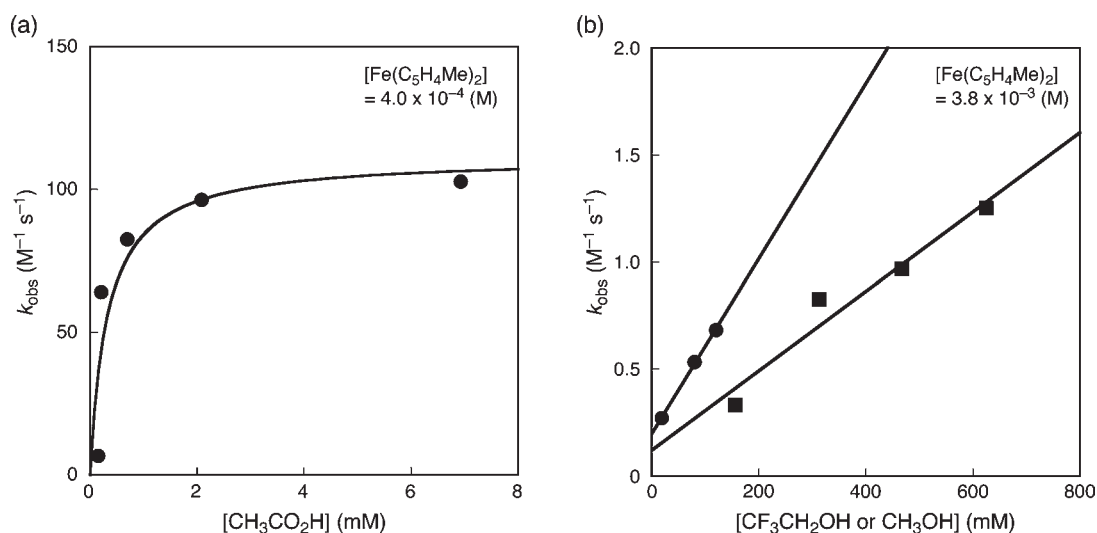 (a)
150
100
50
0
k_obs (M⁻¹ s⁻¹)
[Fe(C₅H₄Me)₂]
= 4.0 x 10⁻⁴ (M)
0 2 4 6 8
[CH₃CO₂H] (mM)
(b)
2.0
1.5
1.0
0.5
0
k_obs (M⁻¹ s⁻¹)
[Fe(C₅H₄Me)₂]
= 3.8 x 10⁻³ (M)
0 200 400 600 800
[CF₃CH₂OH or CH₃OH] (mM)